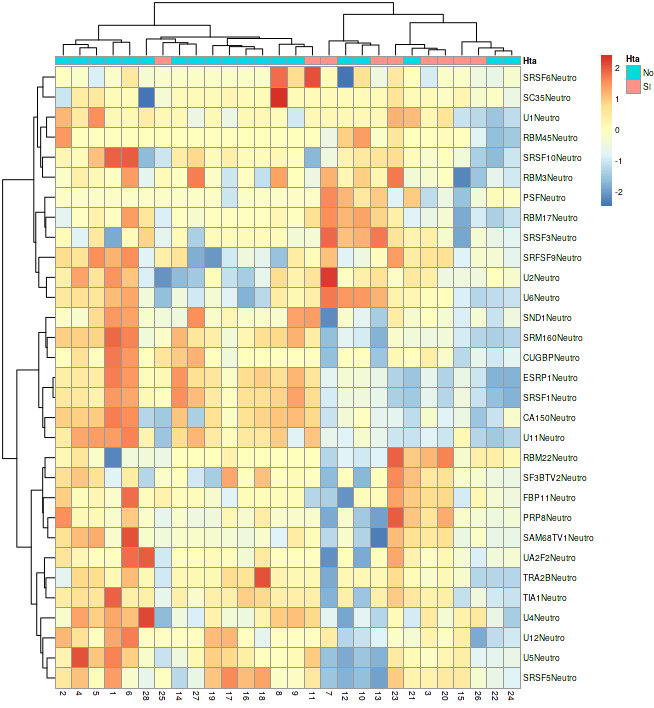 Hta
SRSF6Neutro
SC35Neutro
U1Neutro
RBM45Neutro
SRSF10Neutro
RBM3Neutro
PSFNeutro
RBM17Neutro
SRSF3Neutro
SRFSF9Neutro
U2Neutro
U6Neutro
SND1Neutro
SRM160Neutro
CUGBPNeutro
ESRP1Neutro
SRSF1Neutro
CA150Neutro
U11Neutro
RBM22Neutro
SF3BTV2Neutro
FBP11Neutro
PRP8Neutro
SAM68TV1Neutro
UA2F2Neutro
TRA2BNeutro
TIA1Neutro
U4Neutro
U12Neutro
U5Neutro
SRSF5Neutro
2 4 5 1 6 28 25 14 27 19 17 16 18 8 9 11 7 12 10 13 23 21 3 20 15 26 22 24
2
1
0
-1
-2
Hta
No
SI